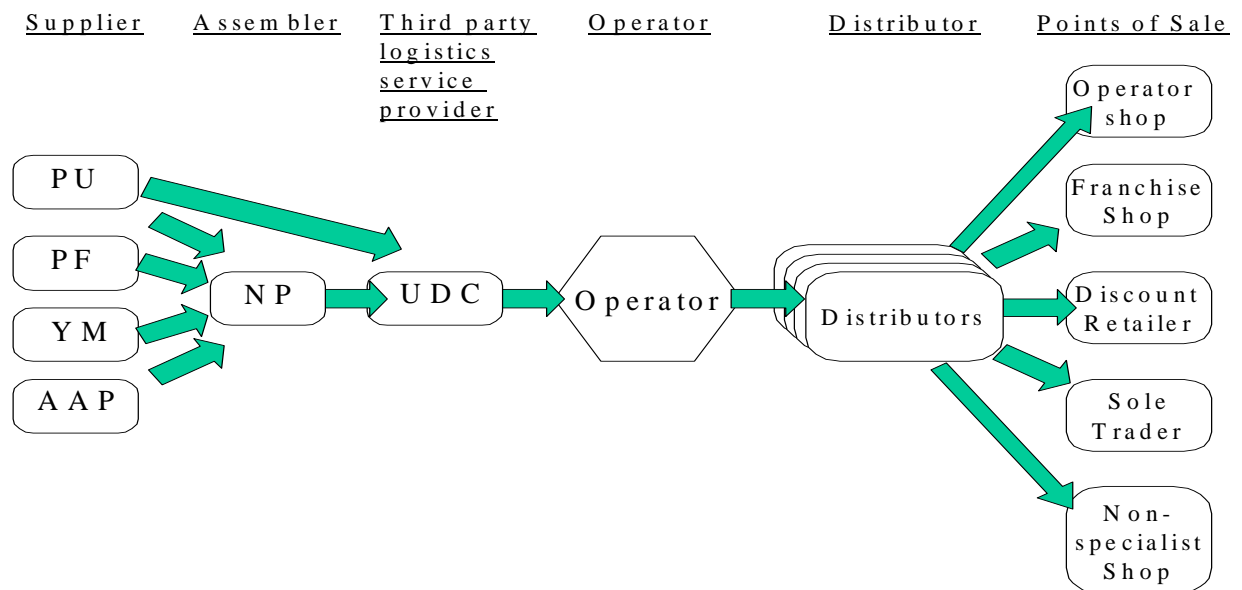 Supplier
Assembler
Third party
logistics
service
provider
Operator
Distributor
Points of Sale
PU
PF
YM
AAP
NP
UDC
Operator
Distributors
Operator
shop
Franchise
Shop
Discount
Retailer
Sole
Trader
Non-
specialist
Shop